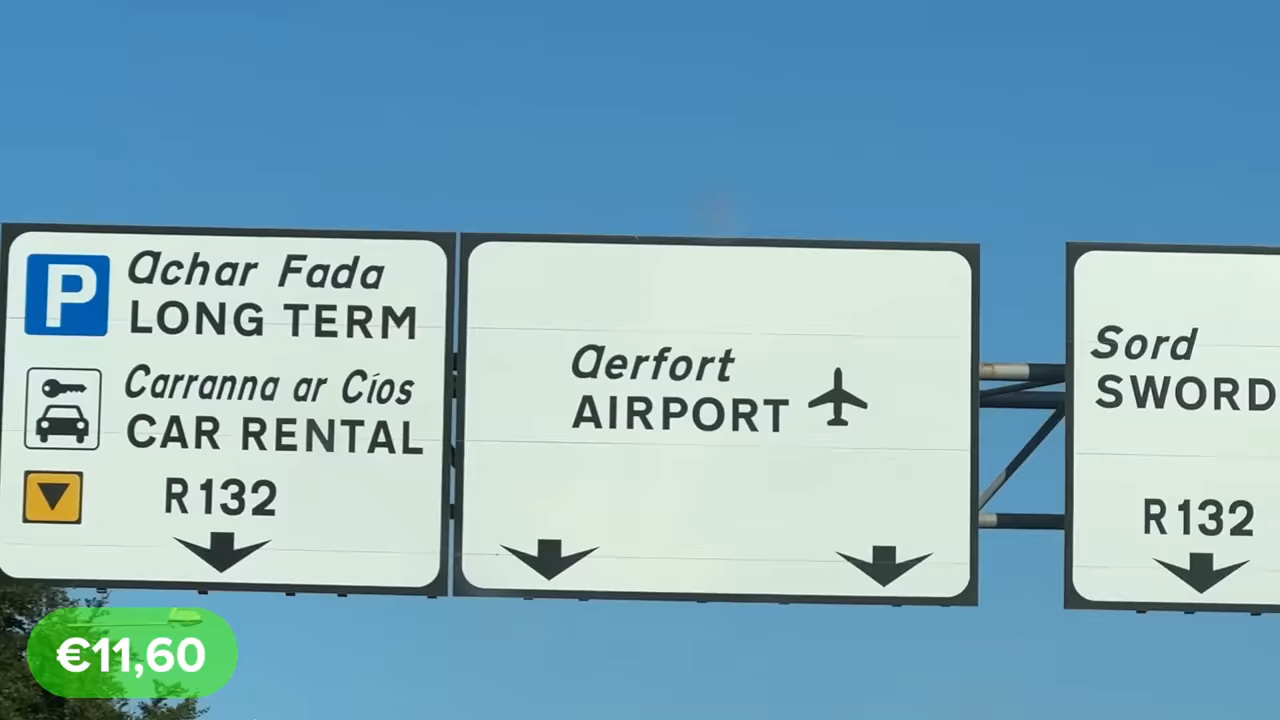 P
Achar Fada
LONG TERM
Carranna ar Cíos
CAR RENTAL
R132
Aerfort
AIRPORT
Sord
SWORD
R132
€11,60